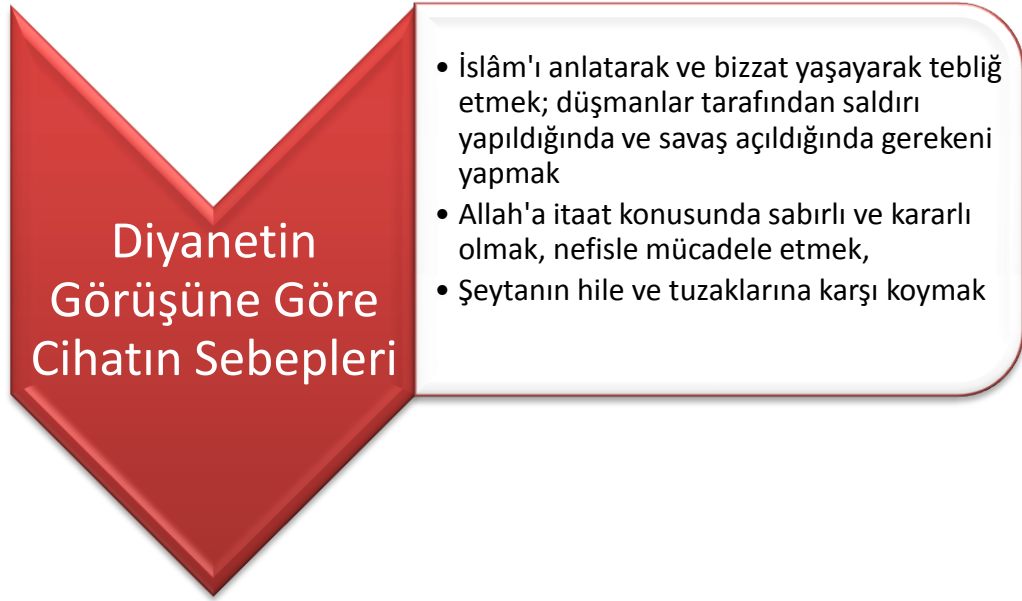 Diyanetin
Görüşüne Göre
Cihatın Sebepleri
• İslâm'ı anlatarak ve bizzat yaşayarak tebliğ
etmek; düşmanlar tarafından saldırı
yapıldığında ve savaş açıldığında gerekeni
yapmak
• Allah'a itaat konusunda sabırlı ve kararlı
olmak, nefisle mücadele etmek,
• Şeytanın hile ve tuzaklarına karşı koymak